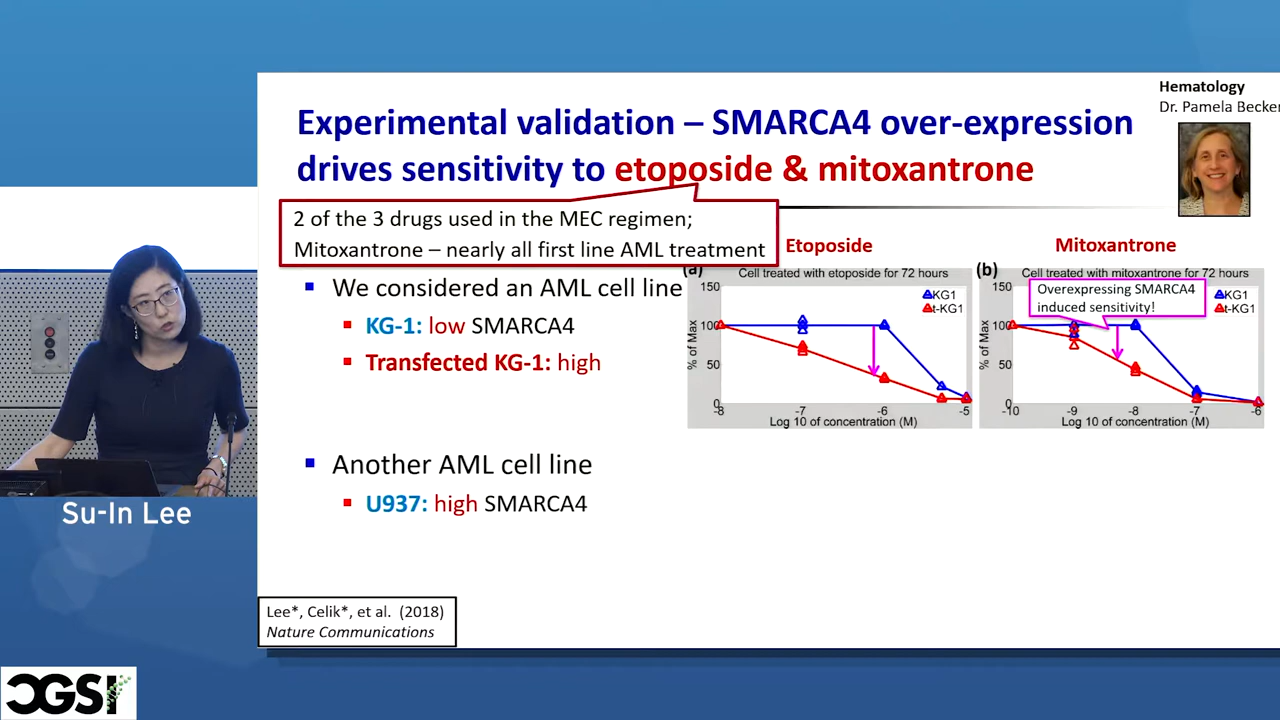 Hematology
Dr. Pamela Becker
Experimental validation – SMARCA4 over-expression
drives sensitivity to etoposide & mitoxantrone
2 of the 3 drugs used in the MEC regimen;
Mitoxantrone – nearly all first line AML treatment
Etoposide
Mitoxantrone
We considered an AML cell line
KG-1: low SMARCA4
Transfected KG-1: high
Another AML cell line
U937: high SMARCA4
(a)
Cell treated with etoposide for 72 hours
KG1
t-KG1
% of Max
150
100
50
0
-8
-7
-6
-5
Log 10 of concentration (M)
(b)
Cell treated with mitoxantrone for 72 hours
Overexpressing SMARCA4
induced sensitivity!
KG1
t-KG1
% of Max
150
100
50
0
-10
-9
-8
-7
-6
Log 10 of concentration (M)
Su-In Lee
Lee*, Celik*, et al. (2018)
Nature Communications
CGSI